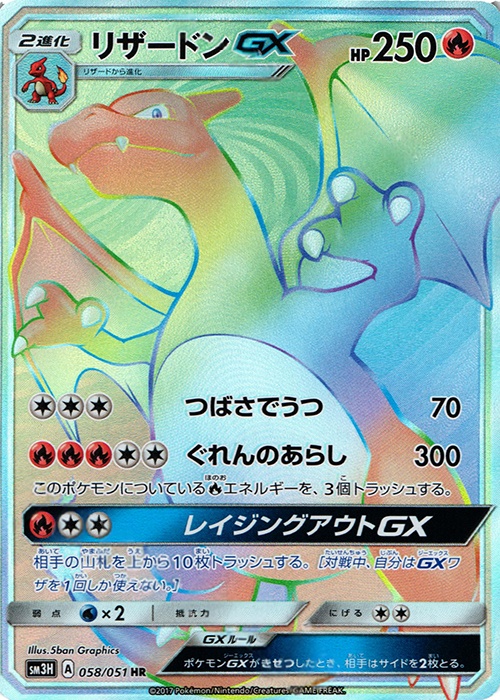 2進化 リザードンGX HP250
リザードから進化
つばさでうつ 70
ぐれんのあらし 300
このポケモンについている エネルギーを、3個トラッシュする。
レイジングアウトGX
相手の山札を上から10枚トラッシュする。[対戦中、自分はGXワ
ザを1回しか使えない。]
弱点 ×2 抵抗力 にげる
Illus.5ban Graphics
GXルール
SM3H A 058/051 HR
ポケモンGXがきぜつしたとき、相手はサイドを2枚とる。
©2017 Pokémon/Nintendo/Creatures/GAME FREAK.